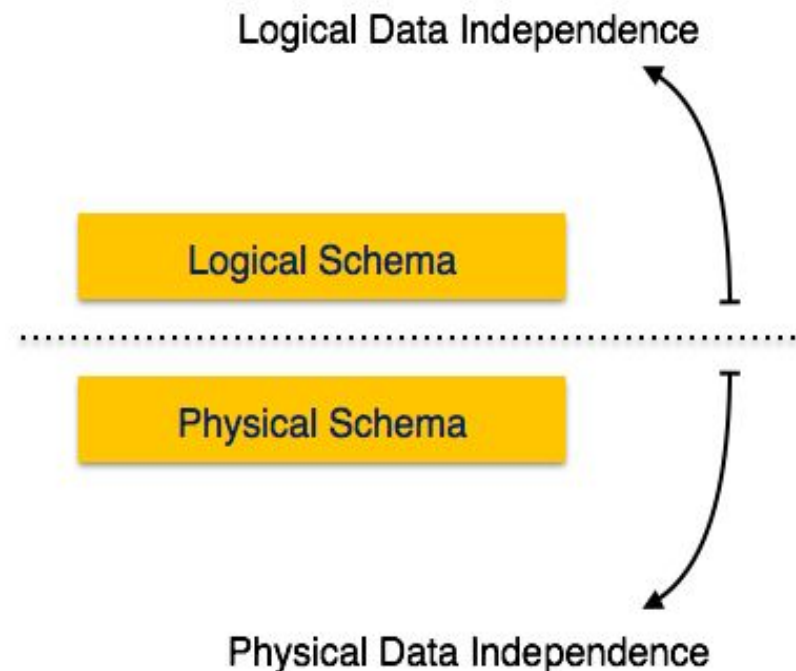 Logical Data Independence
Logical Schema
Physical Schema
Physical Data Independence